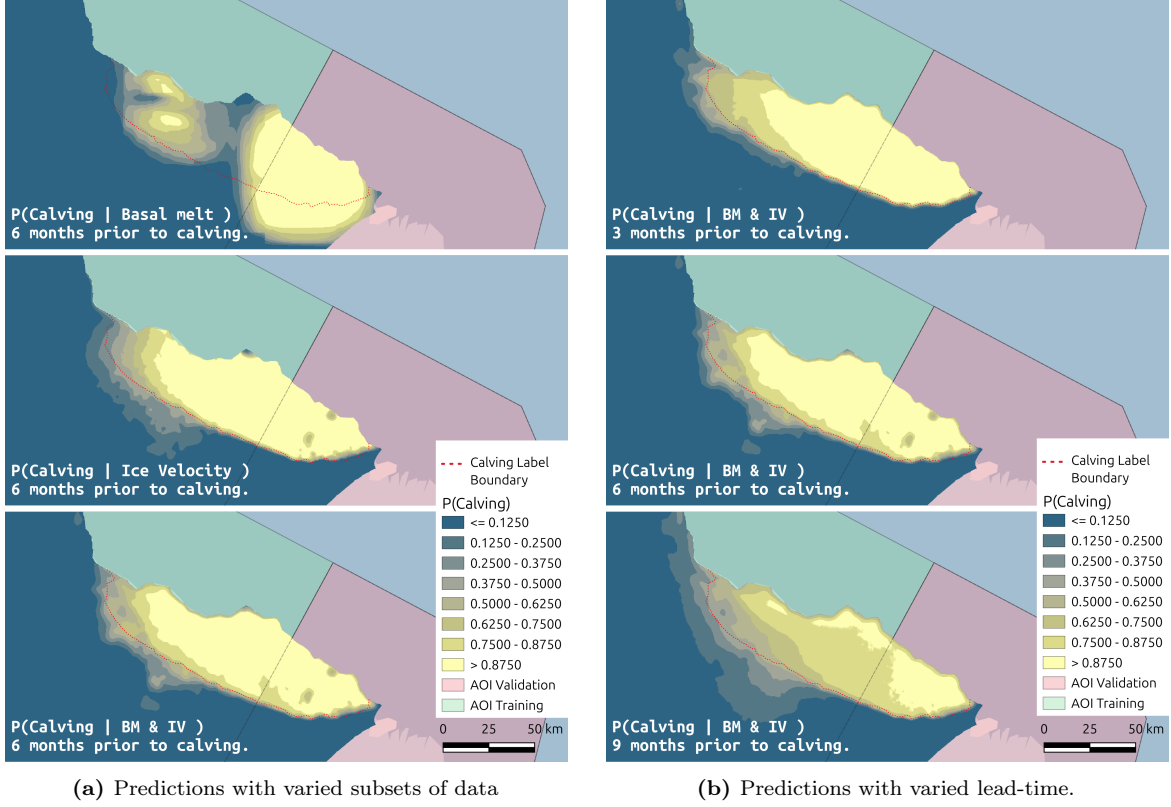 P(Calving | Basal melt )
6 months prior to calving.
P(Calving | Ice Velocity )
6 months prior to calving.
P(Calving | BM & IV )
6 months prior to calving.
Calving Label
Boundary
P(Calving)
<= 0.1250
0.1250 - 0.2500
0.2500 - 0.3750
0.3750 - 0.5000
0.5000 - 0.6250
0.6250 - 0.7500
0.7500 - 0.8750
> 0.8750
AOI Validation
AOI Training
0 25 50 km
(a) Predictions with varied subsets of data
P(Calving | BM & IV )
3 months prior to calving.
P(Calving | BM & IV )
6 months prior to calving.
P(Calving | BM & IV )
9 months prior to calving.
Calving Label
Boundary
P(Calving)
<= 0.1250
0.1250 - 0.2500
0.2500 - 0.3750
0.3750 - 0.5000
0.5000 - 0.6250
0.6250 - 0.7500
0.7500 - 0.8750
> 0.8750
AOI Validation
AOI Training
0 25 50 km
(b) Predictions with varied lead-time.